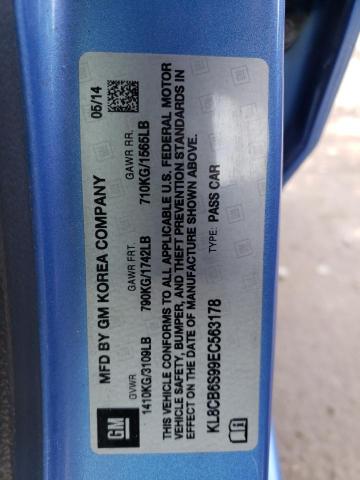 MFD BY GM KOREA COMPANY 05/14
GVWR GAWR FRT. GAWR RR.
1410KG/3109LB 790KG/1742LB 710KG/1565LB
THIS VEHICLE CONFORMS TO ALL APPLICABLE U.S. FEDERAL MOTOR
VEHICLE SAFETY, BUMPER, AND THEFT PREVENTION STANDARDS IN
EFFECT ON THE DATE OF MANUFACTURE SHOWN ABOVE.
TYPE: PASS CAR
KL8CB6S99EC563178
GM